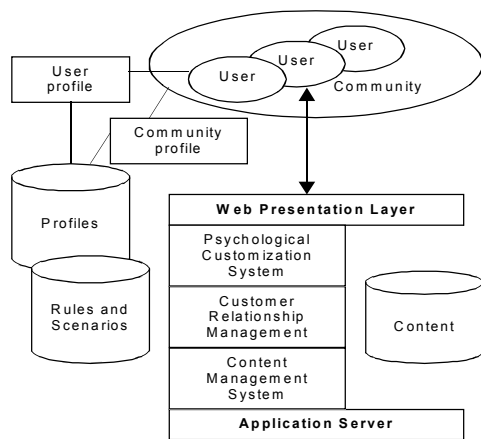 User
User
User
Community
User
profile
Community
profile
Profiles
Rules and
Scenarios
Web Presentation Layer
Psychological
Customization
System
Customer
Relationship
Management
Content
Management
System
Application Server
Content